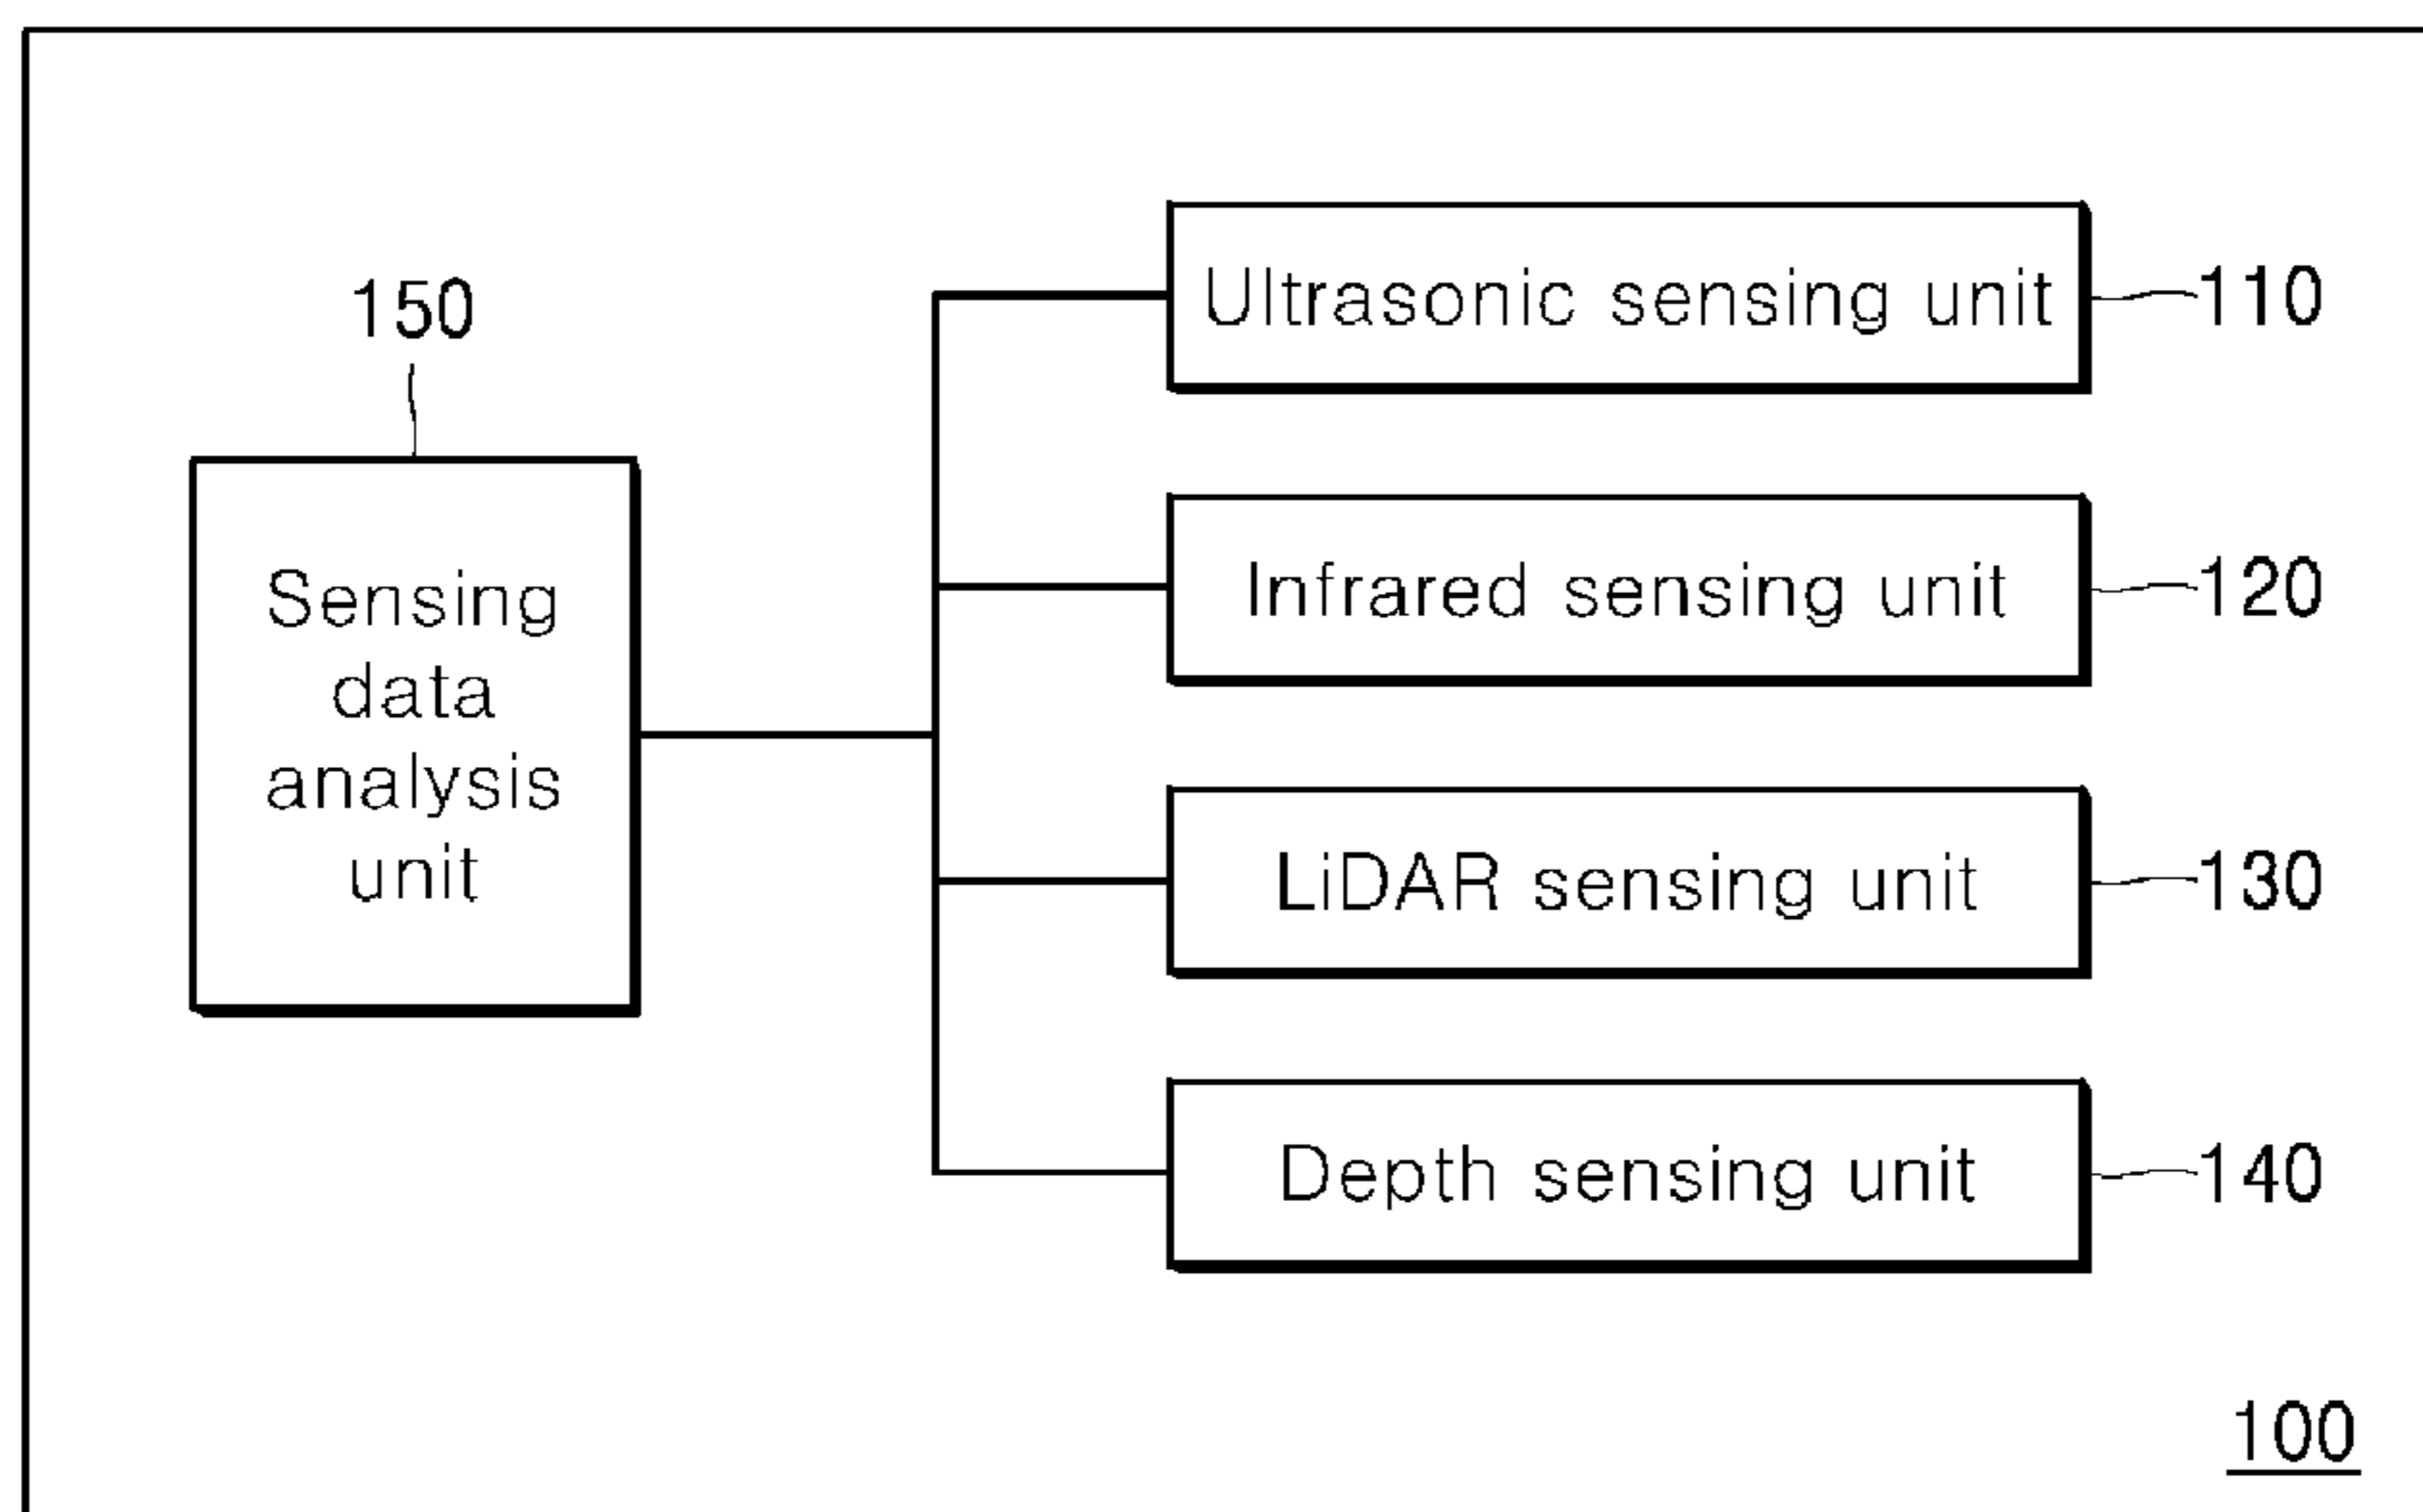 150
Sensing
data
analysis
unit
Ultrasonic sensing unit
110
Infrared sensing unit
120
LiDAR sensing unit
130
Depth sensing unit
140
100